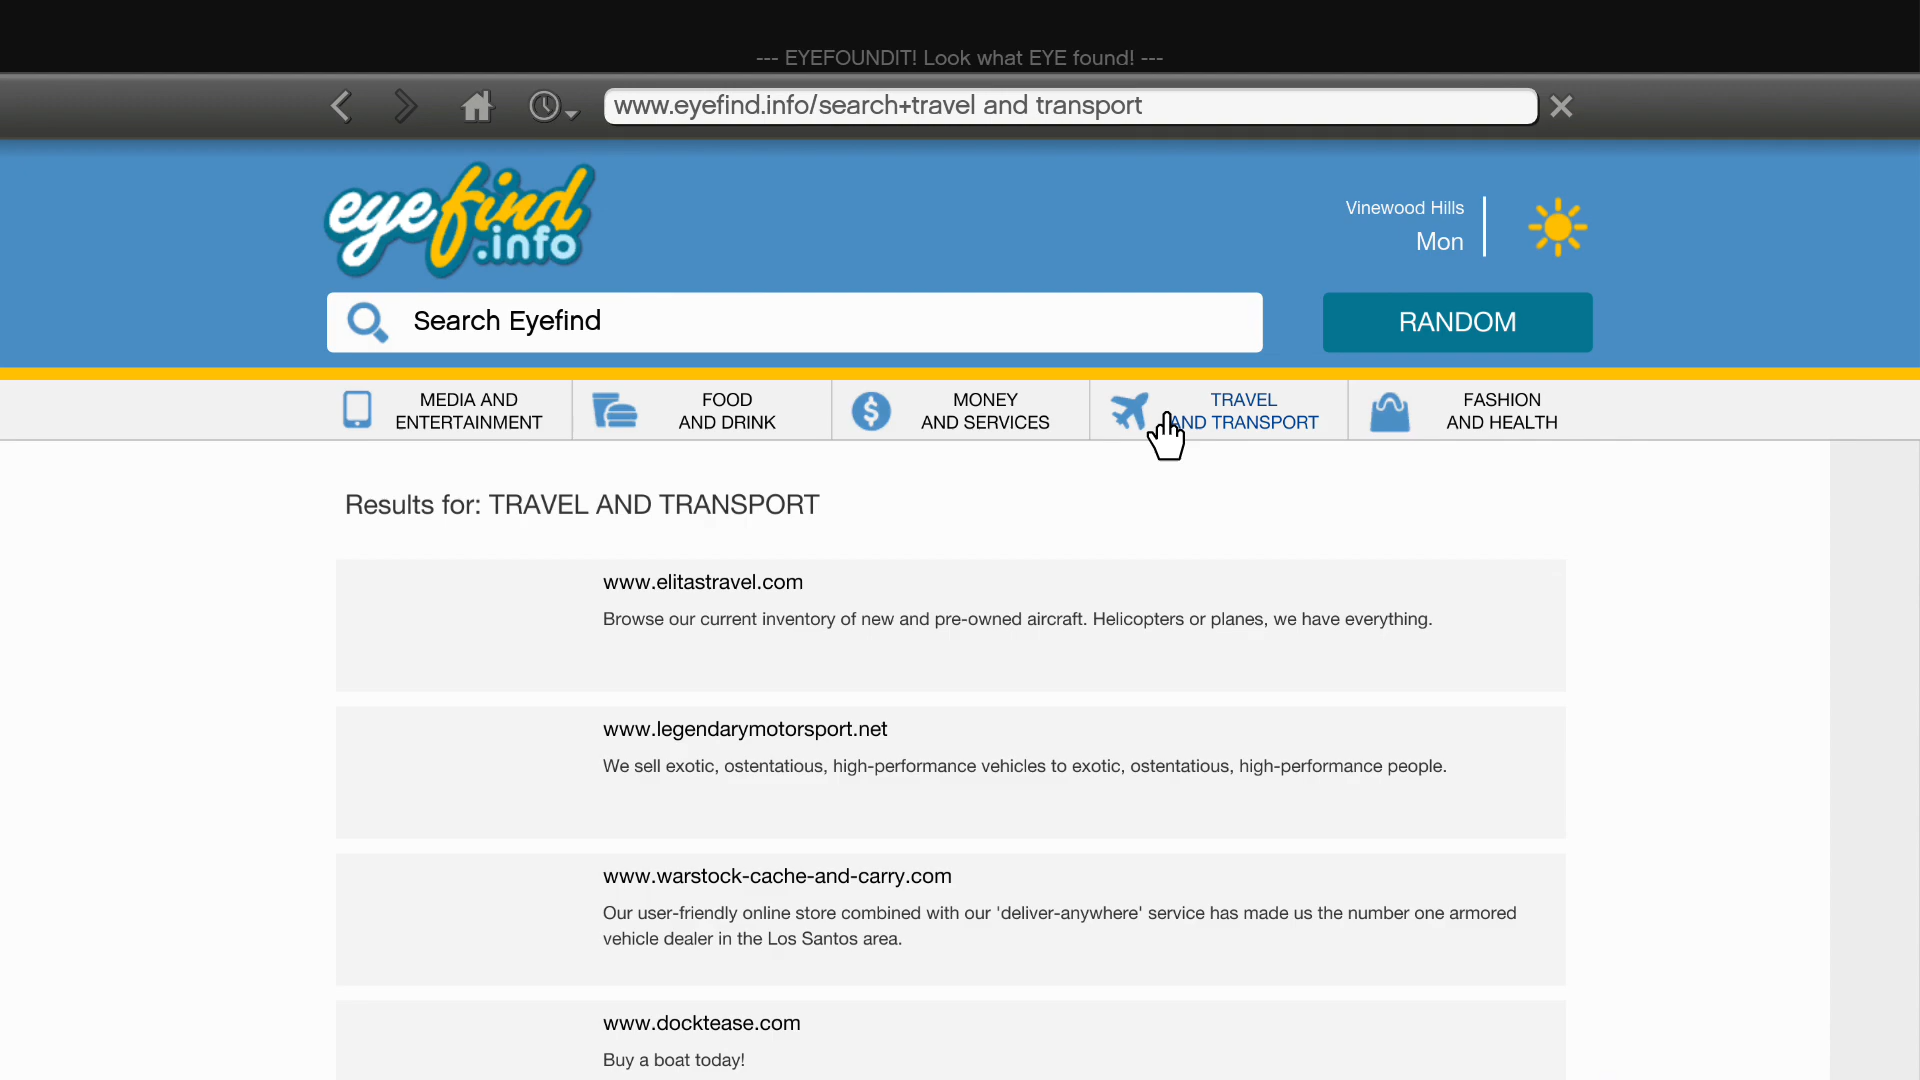 --- EYEFOUNDIT! Look what EYE found! ---
www.eyefind.info/search+travel and transport
eyefind
.info
Vinewood Hills
Mon
Search Eyefind
RANDOM
MEDIA AND
ENTERTAINMENT
FOOD
AND DRINK
MONEY
AND SERVICES
TRAVEL
AND TRANSPORT
FASHION
AND HEALTH
Results for: TRAVEL AND TRANSPORT
www.elitastravel.com
Browse our current inventory of new and pre-owned aircraft. Helicopters or planes, we have everything.
www.legendarymotorsport.net
We sell exotic, ostentatious, high-performance vehicles to exotic, ostentatious, high-performance people.
www.warstock-cache-and-carry.com
Our user-friendly online store combined with our 'deliver-anywhere' service has made us the number one armored
vehicle dealer in the Los Santos area.
www.docktease.com
Buy a boat today!